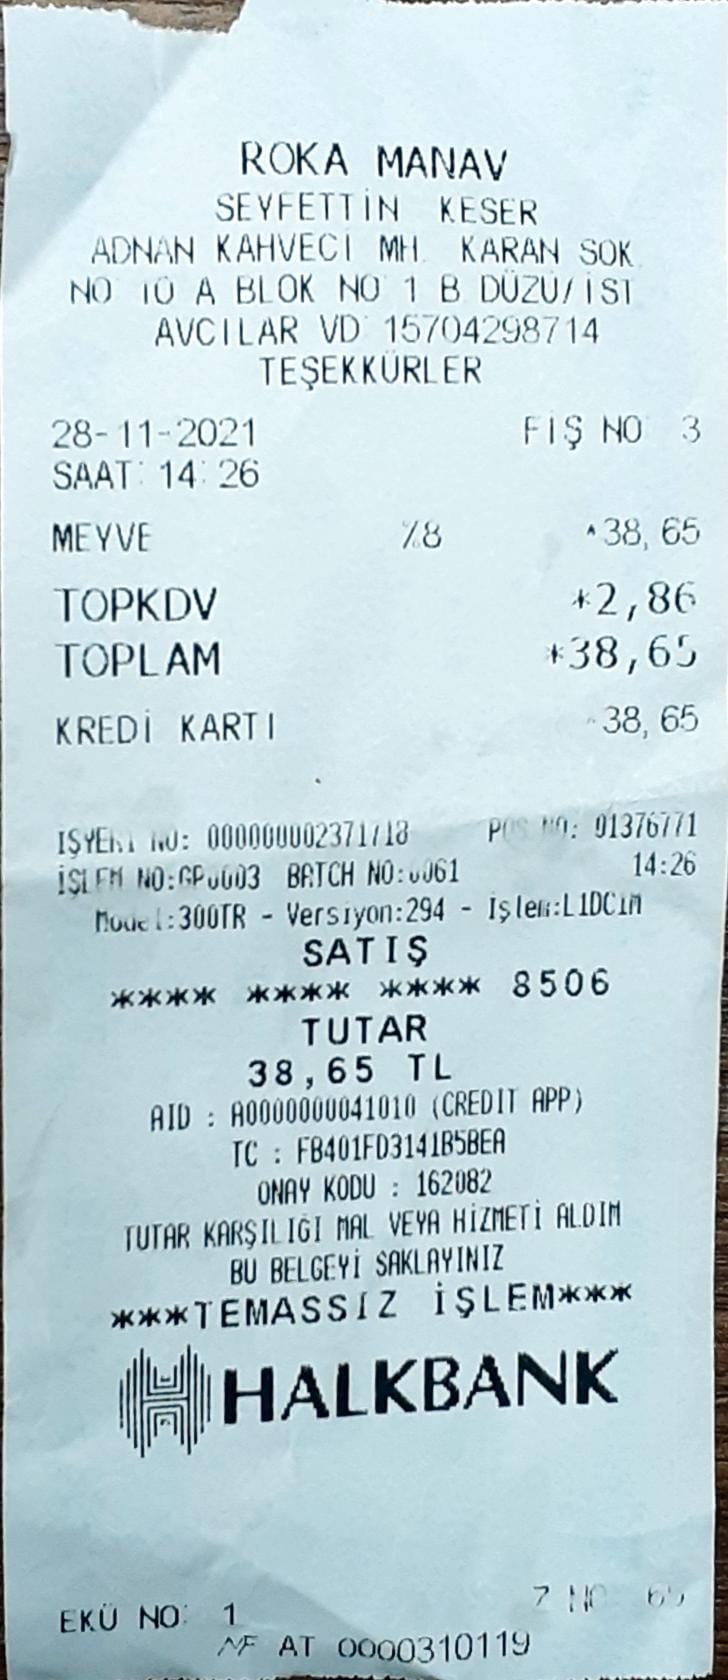 ROKA MANAV
SEYFETTİN KESER
ADNAN KAHVECİ MH. KARAN SOK
NO 10 A BLOK NO 1 B DÜZÜ/İST
AVCILAR VD 15704298714
TEŞEKKÜRLER
28-11-2021 FİŞ NO 3
SAAT: 14:26
MEYVE %8 *38,65
TOPKDV *2,86
TOPLAM *38,65
KREDİ KARTI *38,65
İŞYERİ NO: 000000002371718 POS NO: 01376771
İŞLEM NO:GP0003 BATCH NO:0061 14:26
Model:300TR - Versiyon:294 - İşlem:L1DC1M
SATIŞ
**** **** **** 8506
TUTAR
38,65 TL
AID : A0000000041010 (CREDIT APP)
TC : FB401FD3141B5BEA
ONAY KODU : 162082
TUTAR KARŞILIĞI MAL VEYA HİZMETİ ALDIM
BU BELGEYİ SAKLAYINIZ
***TEMASSIZ İŞLEM***
HALKBANK
Z NO 65
EKÜ NO: 1
MF AT 0000310119